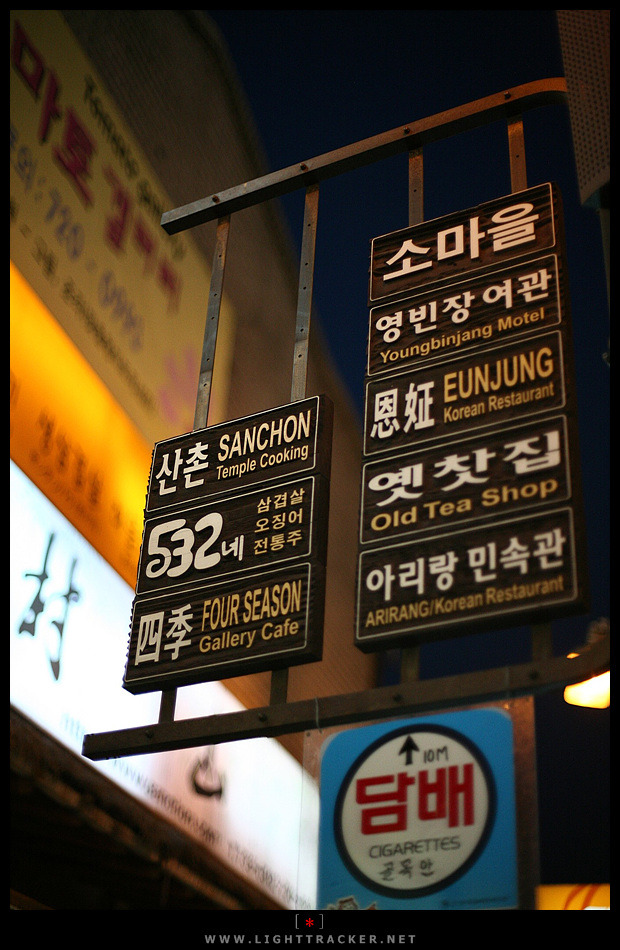 소마을
영빈장여관
Youngbinjang Motel
恩姃 EUNJUNG
Korean Restaurant
옛찻집
Old Tea Shop
아리랑 민속관
ARIRANG/Korean Restaurant
산촌 SANCHON
Temple Cooking
532네
삼겹살
오징어
전통주
四季 FOUR SEASON
Gallery Cafe
10M
담배
CIGARETTES
골목안
[*]
WWW.LIGHTTRACKER.NET